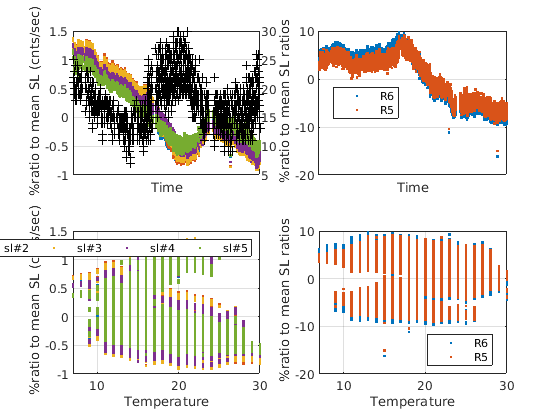 %ratio to mean SL (cnts/sec)
1.5
1
0.5
0
-0.5
-1
30
25
20
15
10
5
Time
%ratio to mean SL ratios
10
0
-10
-20
R6
R5
Time
%ratio to mean SL (c s/sec)
1.5
1
0.5
0
-0.5
-1
sl#2 sl#3 sl#4 sl#5
10 20 30
Temperature
%ratio to mean SL ratios
10
0
-10
-20
R6
R5
10 20 30
Temperature